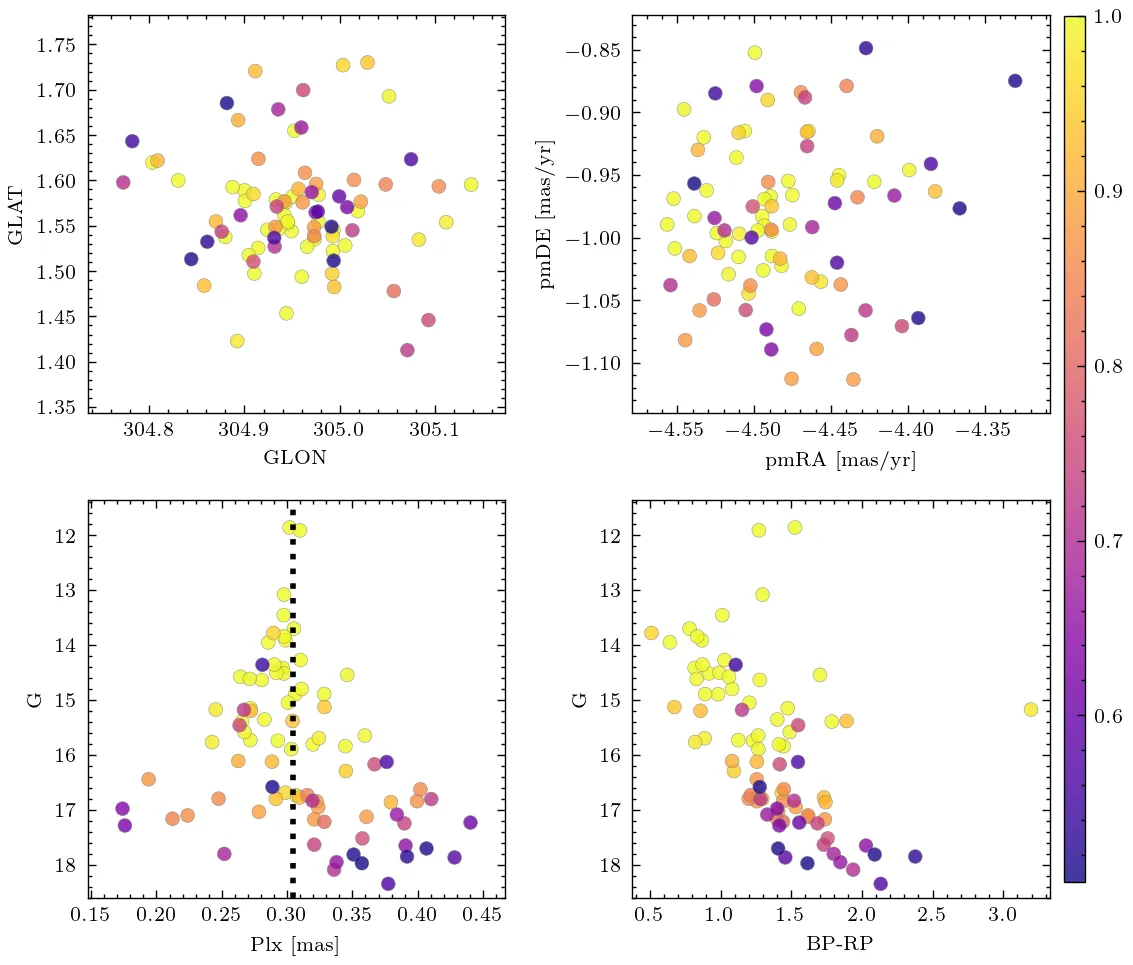 GLAT
1.75
1.70
1.65
1.60
1.55
1.50
1.45
1.40
1.35
304.8 304.9 305.0 305.1
GLON
pmDE [mas/yr]
−0.85
−0.90
−0.95
−1.00
−1.05
−1.10
−4.55 −4.50 −4.45 −4.40 −4.35
pmRA [mas/yr]
G
12
13
14
15
16
17
18
0.15 0.20 0.25 0.30 0.35 0.40 0.45
Plx [mas]
G
12
13
14
15
16
17
18
0.5 1.0 1.5 2.0 2.5 3.0
BP-RP
1.0
0.9
0.8
0.7
0.6